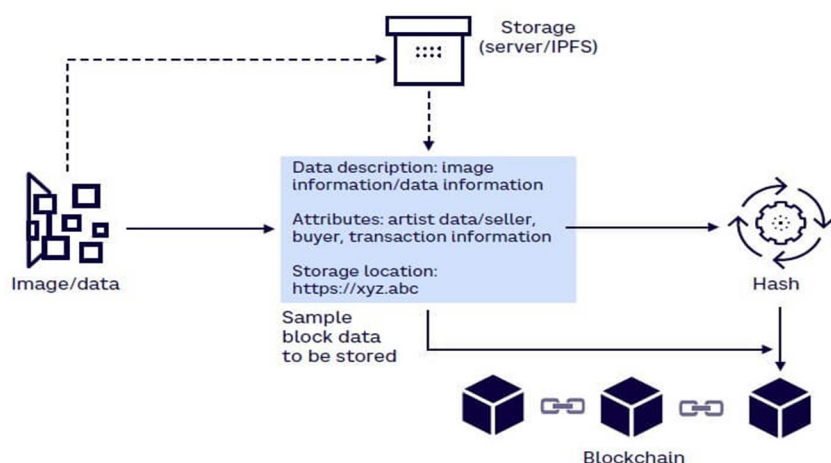 Storage
(server/IPFS)
Data description: image
information/data information
Attributes: artist data/seller,
buyer, transaction information
Storage location:
https://xyz.abc
Image/data
Hash
Sample
block data
to be stored
Blockchain